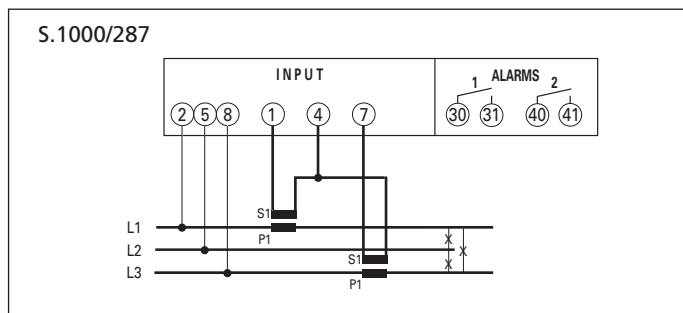 S.1000/287
INPUT
ALARMS
1 2
2 5 8 1 4 7 30 31 40 41
S1
L1
P1
L2
S1
L3
P1
X
X
X